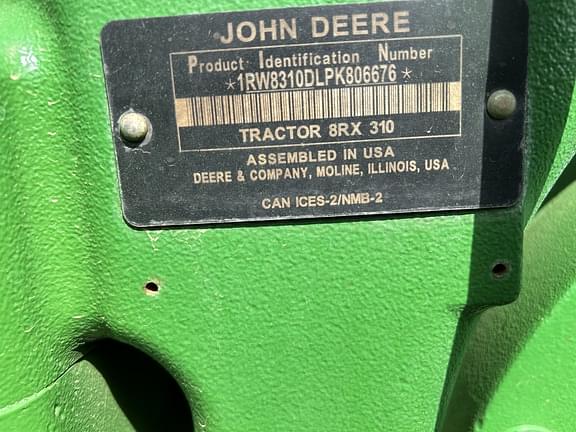 JOHN DEERE
Product Identification Number
*1RW8310DLPK806676*
TRACTOR 8RX 310
ASSEMBLED IN USA
DEERE & COMPANY, MOLINE, ILLINOIS, USA
CAN ICES-2/NMB-2